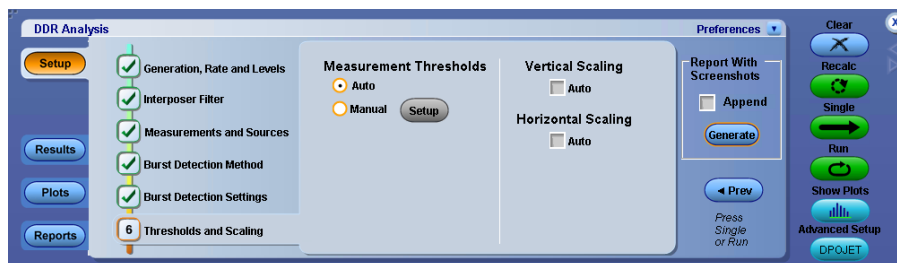 DDR Analysis
Preferences
Clear
X
Setup
Generation, Rate and Levels
Interposer Filter
Measurements and Sources
Burst Detection Method
Burst Detection Settings
6 Thresholds and Scaling
Results
Plots
Reports
Measurement Thresholds
Auto
Manual
Setup
Vertical Scaling
Auto
Horizontal Scaling
Auto
Report With
Screenshots
Append
Generate
Prev
Press
Single
or Run
Recalc
Single
Run
Show Plots
Advanced Setup
DPOJET